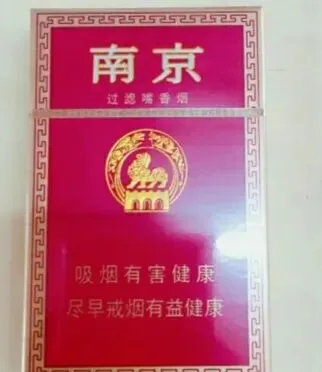 南京
过滤嘴香烟
吸烟有害健康
尽早戒烟有益健康